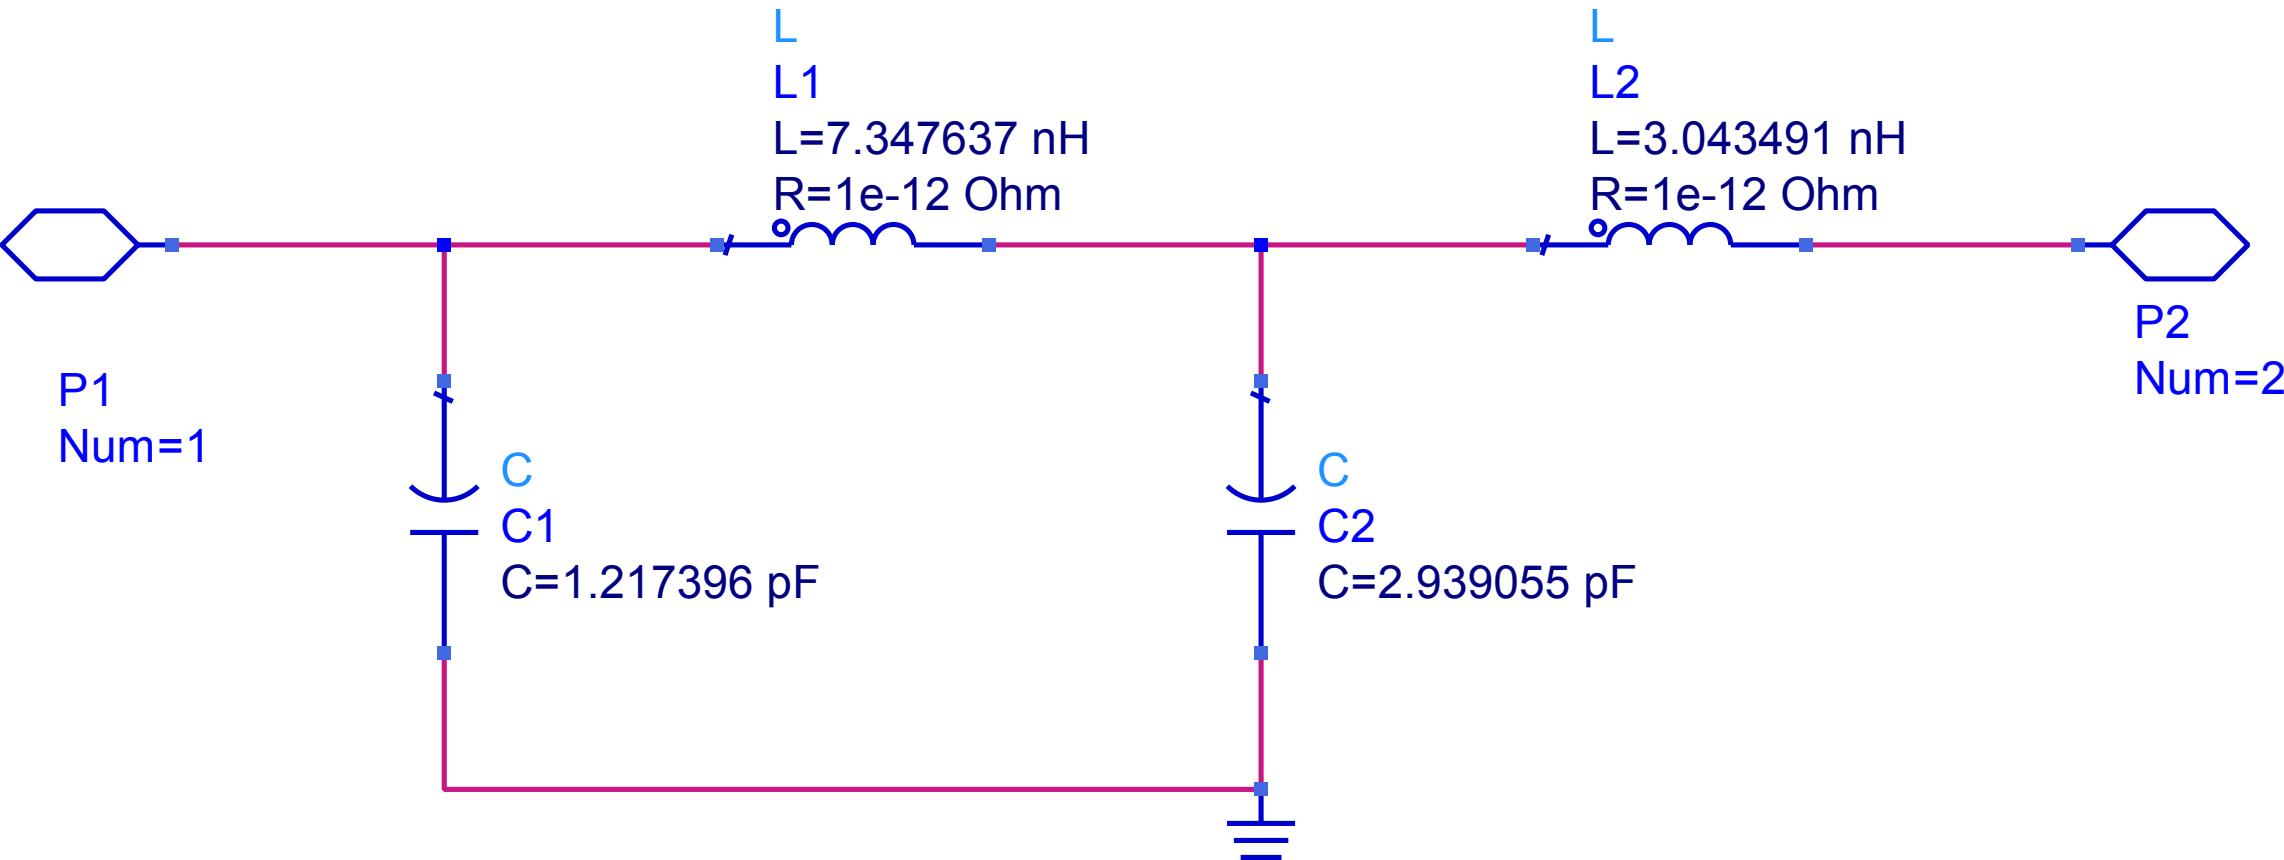 L
L1
L=7.347637 nH
R=1e-12 Ohm
L
L2
L=3.043491 nH
R=1e-12 Ohm
P1
Num=1
C
C1
C=1.217396 pF
C
C2
C=2.939055 pF
P2
Num=2